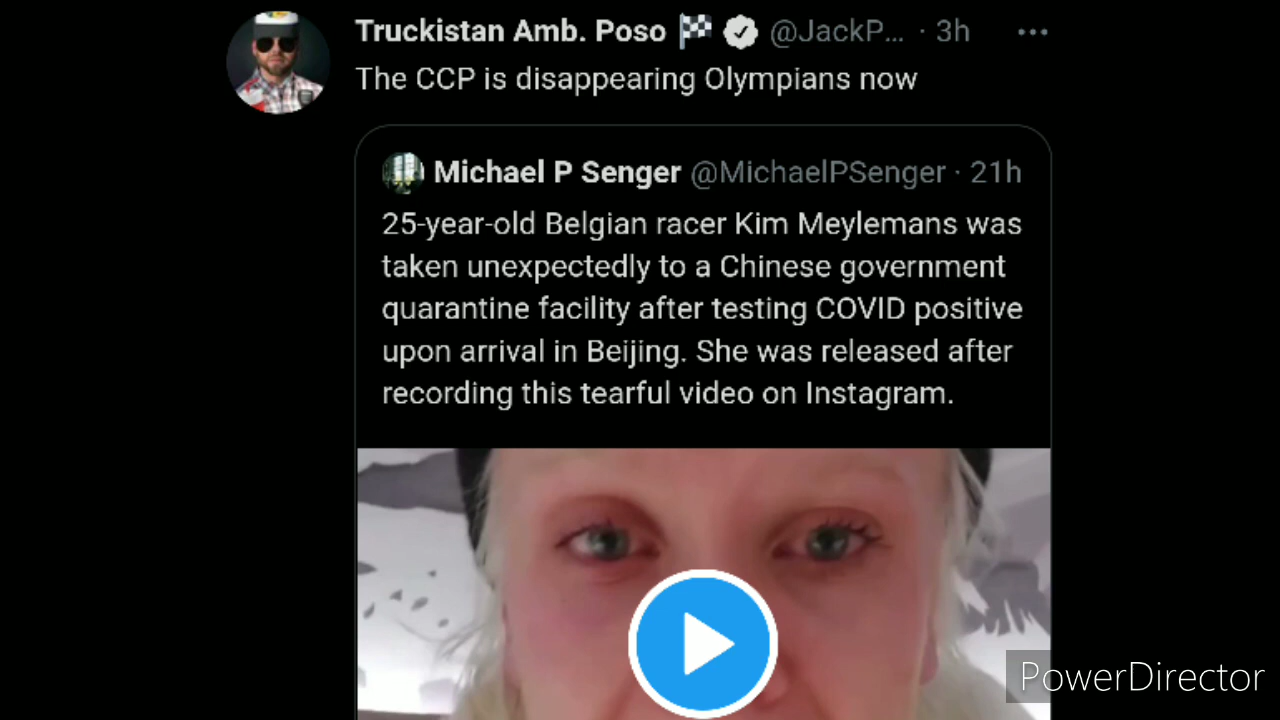 Truckistan Amb. Poso 🏁 @JackP... · 3h
The CCP is disappearing Olympians now
Michael P Senger @MichaelPSenger · 21h
25-year-old Belgian racer Kim Meylemans was
taken unexpectedly to a Chinese government
quarantine facility after testing COVID positive
upon arrival in Beijing. She was released after
recording this tearful video on Instagram.
PowerDirector